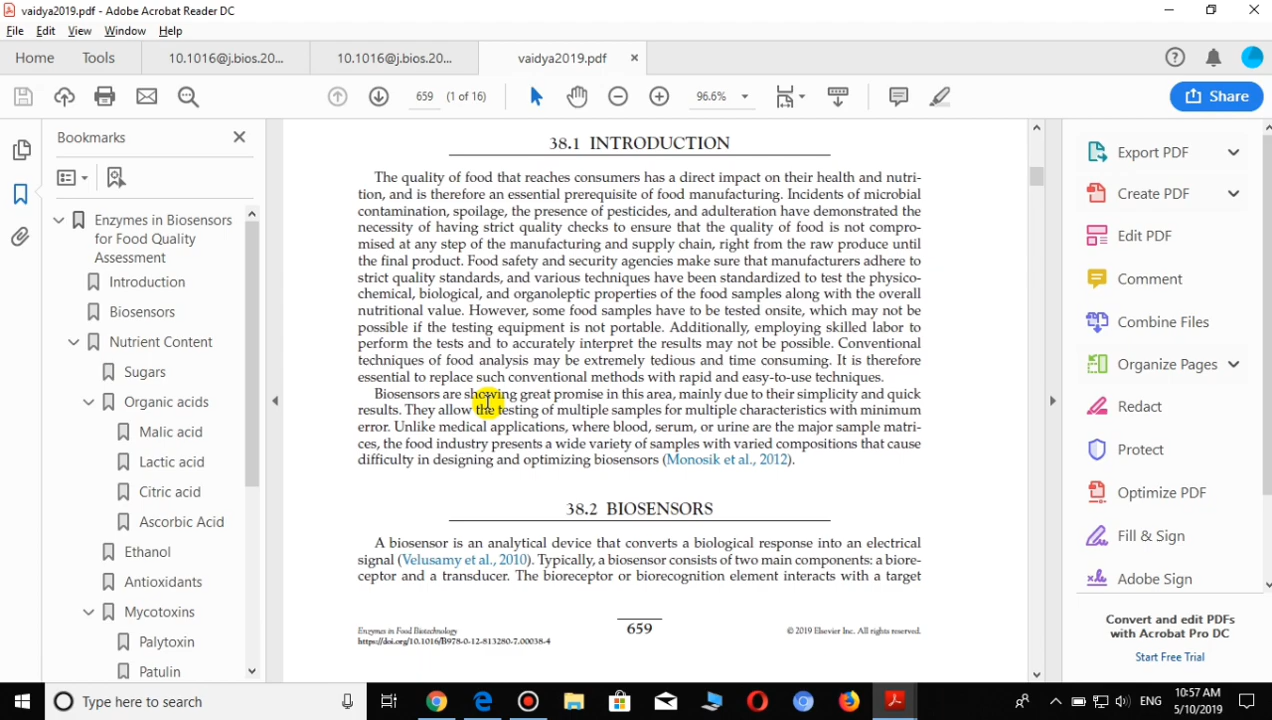 vaidya2019.pdf - Adobe Acrobat Reader DC
File Edit View Window Help
Home Tools 10.1016@j.bios.20... 10.1016@j.bios.20... vaidya2019.pdf
659 (1 of 16) 96.6% Share
Bookmarks
Enzymes in Biosensors
for Food Quality
Assessment
Introduction
Biosensors
Nutrient Content
Sugars
Organic acids
Malic acid
Lactic acid
Citric acid
Ascorbic Acid
Ethanol
Antioxidants
Mycotoxins
Palytoxin
Patulin
38.1 INTRODUCTION
The quality of food that reaches consumers has a direct impact on their health and nutri-
tion, and is therefore an essential prerequisite of food manufacturing. Incidents of microbial
contamination, spoilage, the presence of pesticides, and adulteration have demonstrated the
necessity of having strict quality checks to ensure that the quality of food is not compro-
mised at any step of the manufacturing and supply chain, right from the raw produce until
the final product. Food safety and security agencies make sure that manufacturers adhere to
strict quality standards, and various techniques have been standardized to test the physico-
chemical, biological, and organoleptic properties of the food samples along with the overall
nutritional value. However, some food samples have to be tested onsite, which may not be
possible if the testing equipment is not portable. Additionally, employing skilled labor to
perform the tests and to accurately interpret the results may not be possible. Conventional
techniques of food analysis may be extremely tedious and time consuming. It is therefore
essential to replace such conventional methods with rapid and easy-to-use techniques.
Biosensors are showing great promise in this area, mainly due to their simplicity and quick
results. They allow the testing of multiple samples for multiple characteristics with minimum
error. Unlike medical applications, where blood, serum, or urine are the major sample matri-
ces, the food industry presents a wide variety of samples with varied compositions that cause
difficulty in designing and optimizing biosensors (Monosik et al., 2012).
38.2 BIOSENSORS
A biosensor is an analytical device that converts a biological response into an electrical
signal (Velusamy et al., 2010). Typically, a biosensor consists of two main components: a biore-
ceptor and a transducer. The bioreceptor or biorecognition element interacts with a target
Enzymes in Food Biotechnology
https://doi.org/10.1016/B978-0-12-813280-7.00038-4
659
© 2019 Elsevier Inc. All rights reserved.
Export PDF
Create PDF
Edit PDF
Comment
Combine Files
Organize Pages
Redact
Protect
Optimize PDF
Fill & Sign
Adobe Sign
Convert and edit PDFs
with Acrobat Pro DC
Start Free Trial
Type here to search
ENG
10:57 AM
5/10/2019